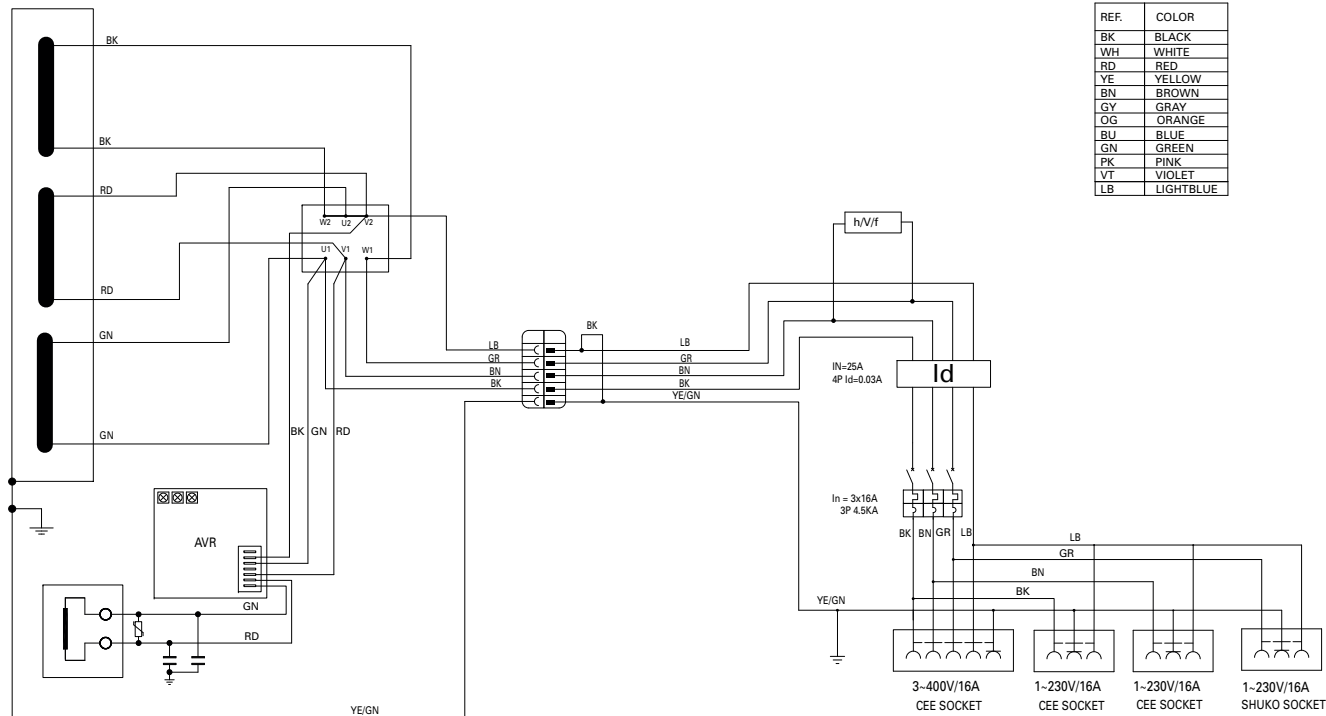 REF. COLOR
BK BLACK
WH WHITE
RD RED
YE YELLOW
BN BROWN
GY GRAY
OG ORANGE
BU BLUE
GN GREEN
PK PINK
VT VIOLET
LB LIGHTBLUE
BK
BK
RD
W2 U2 V2
U1 V1 W1
h/V/f
RD
GN
BK
LB LB
GR GR
BN BN
BK BK
YE/GN
IN=25A
4P Id=0.03A
Id
GN
BK GN RD
In = 3x16A
3P 4.5KA
BK BN GR LB
AVR
LB
GR
BN
BK
YE/GN
GN
RD
3~400V/16A
CEE SOCKET
1~230V/16A
CEE SOCKET
1~230V/16A
CEE SOCKET
1~230V/16A
SHUKO SOCKET
YE/GN